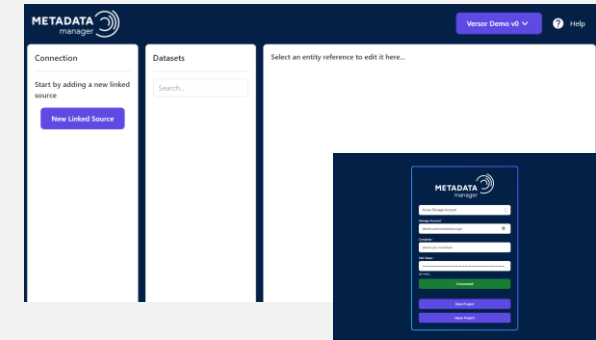 METADATA
manager
Versor Demo v0
Help
Connection
Start by adding a new linked
source
New Linked Source
Datasets
Search...
Select an entity reference to edit it here...
METADATA
manager
Azure Storage Account
Storage Account
Container
SAS Token
Connected!
New Project
Open Project